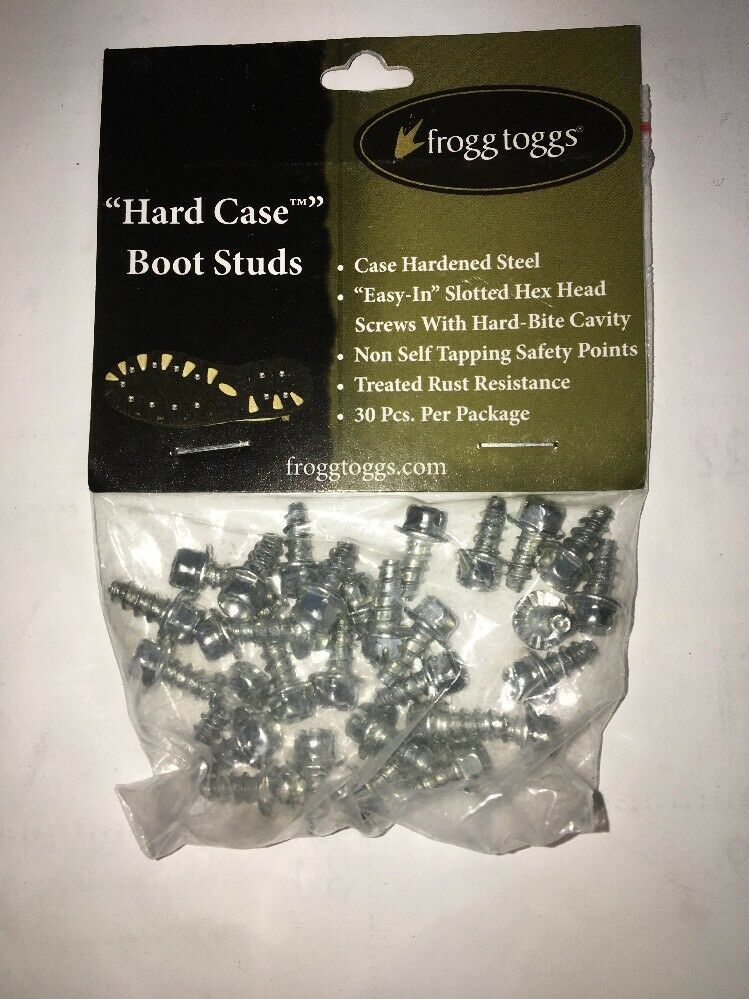 frogg toggs®
"Hard Case™"
Boot Studs
• Case Hardened Steel
• "Easy-In" Slotted Hex Head
Screws With Hard-Bite Cavity
• Non Self Tapping Safety Points
• Treated Rust Resistance
• 30 Pcs. Per Package
froggtoggs.com